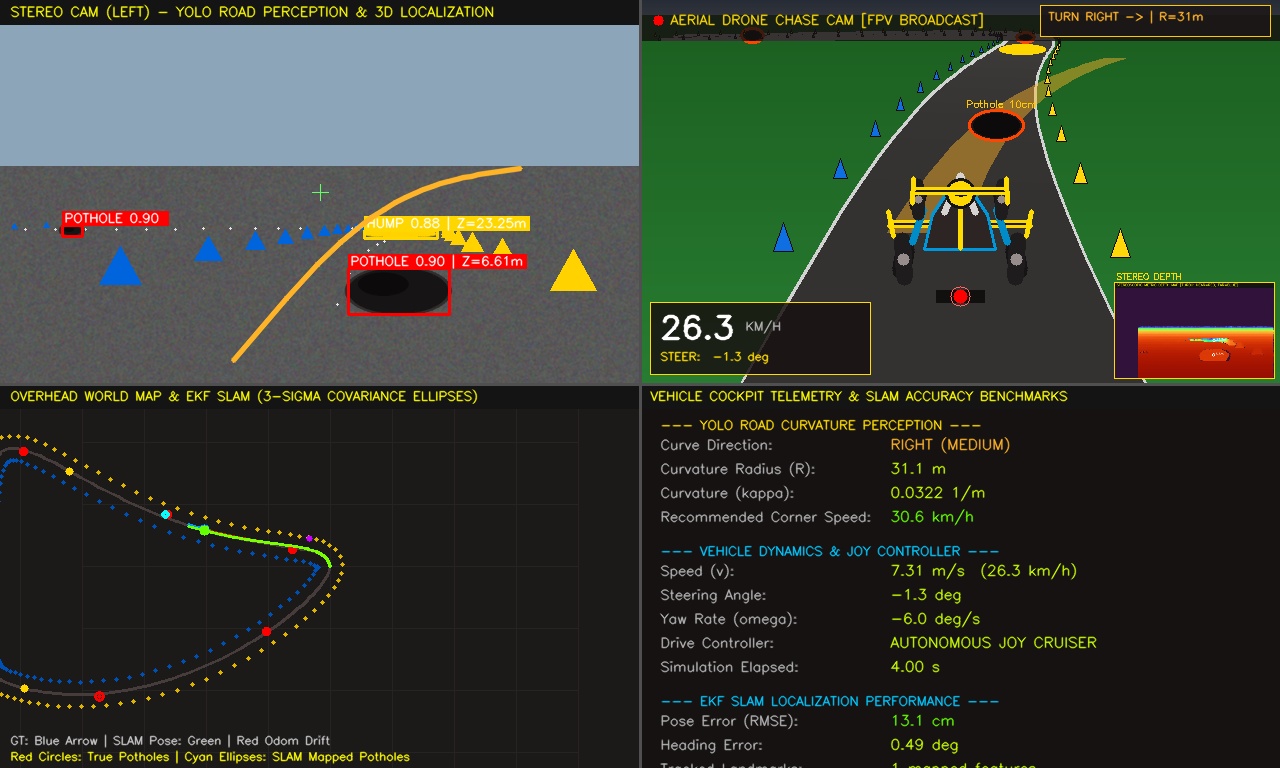 STEREO CAM (LEFT) - YOLO ROAD PERCEPTION & 3D LOCALIZATION
POTHOLE 0.90
HUMP 0.88 | Z=23.25m
POTHOLE 0.90 | Z=6.61m
AERIAL DRONE CHASE CAM [FPV BROADCAST]
TURN RIGHT -> | R=31m
Pothole 10cm
26.3 KM/H
STEER: -1.3 deg
STEREO DEPTH
OVERHEAD WORLD MAP & EKF SLAM (3-SIGMA COVARIANCE ELLIPSES)
GT: Blue Arrow | SLAM Pose: Green | Red Odom Drift
Red Circles: True Potholes | Cyan Ellipses: SLAM Mapped Potholes
VEHICLE COCKPIT TELEMETRY & SLAM ACCURACY BENCHMARKS
--- YOLO ROAD CURVATURE PERCEPTION ---
Curve Direction: RIGHT (MEDIUM)
Curvature Radius (R): 31.1 m
Curvature (kappa): 0.0322 1/m
Recommended Corner Speed: 30.6 km/h
--- VEHICLE DYNAMICS & JOY CONTROLLER ---
Speed (v): 7.31 m/s (26.3 km/h)
Steering Angle: -1.3 deg
Yaw Rate (omega): -6.0 deg/s
Drive Controller: AUTONOMOUS JOY CRUISER
Simulation Elapsed: 4.00 s
--- EKF SLAM LOCALIZATION PERFORMANCE ---
Pose Error (RMSE): 13.1 cm
Heading Error: 0.49 deg
Tracked Landmarks: 1 mapped features